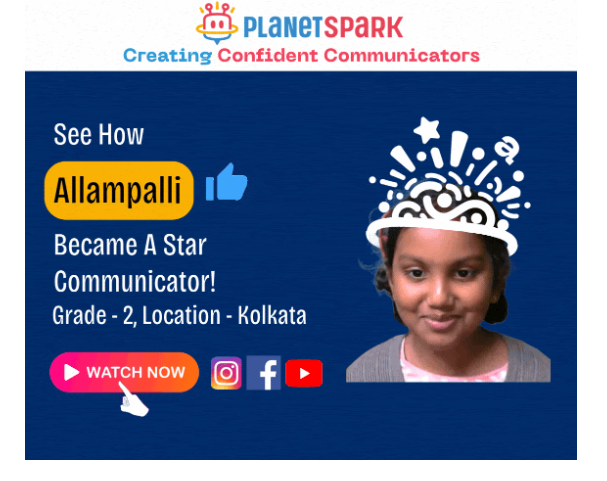 PLANETSPARK
Creating Confident Communicators
See How
Allampalli
Became A Star
Communicator!
Grade - 2, Location - Kolkata
WATCH NOW